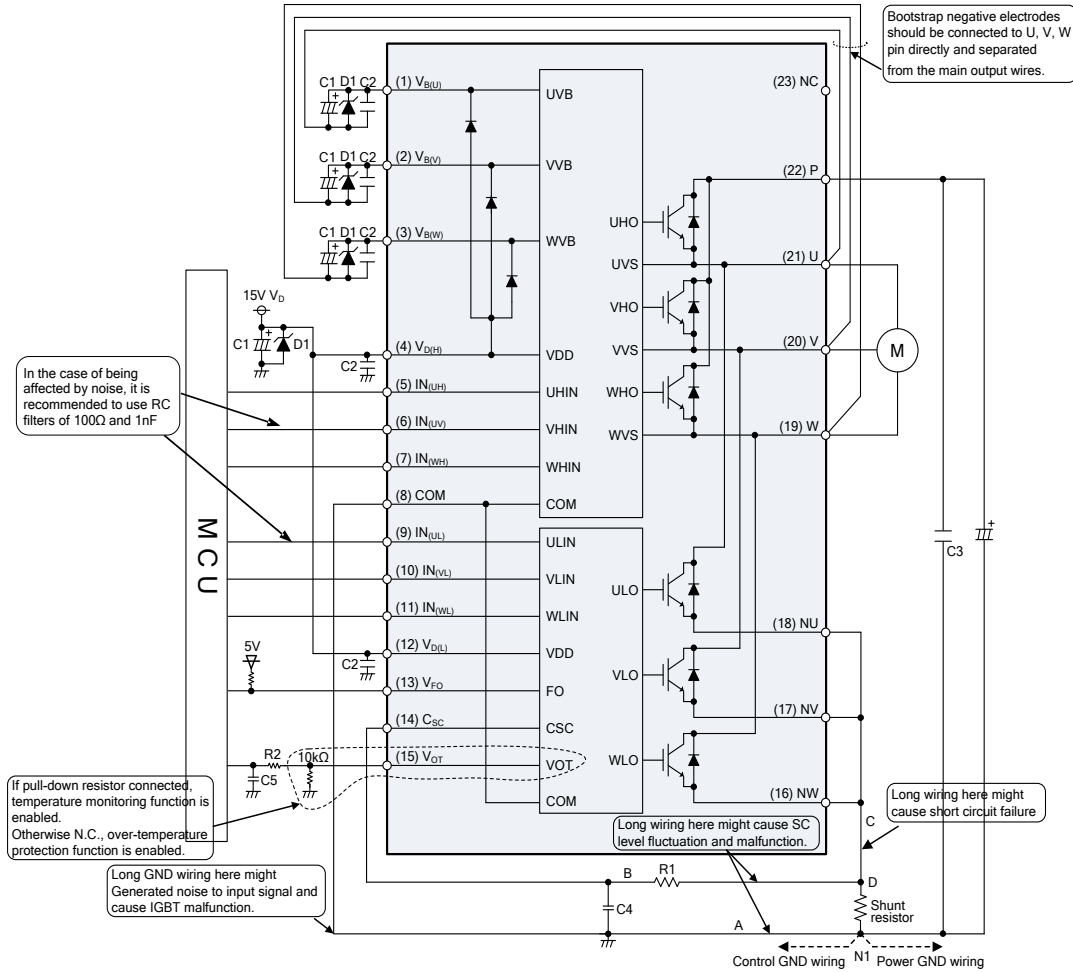 Bootstrap negative electrodes
should be connected to U, V, W
pin directly and separated
from the main output wires.
C1 D1 C2
(1) VB(U)
UVB
(23) NC
C1 D1 C2
(2) VB(V)
VVB
(22) P
C1 D1 C2
(3) VB(W)
WVB
UHO
UVS
(21) U
15V VD
C1
D1
VHO
C2
(4) VD(H)
VDD
VVS
(20) V
M
In the case of being
affected by noise, it is
recommended to use RC
filters of 100Ω and 1nF
(5) IN(UH)
UHIN
WHO
(6) IN(UV)
VHIN
WVS
(19) W
(7) IN(WH)
WHIN
(8) COM
COM
MCU
(9) IN(UL)
ULIN
C3
(10) IN(VL)
VLIN
ULO
(11) IN(WL)
WLIN
(18) NU
5V
C2
(12) VD(L)
VDD
VLO
(13) VFO
FO
(17) NV
(14) CSC
CSC
R2
10kΩ
C5
(15) VOT
VOT
WLO
COM
(16) NW
If pull-down resistor connected,
temperature monitoring function is
enabled.
Otherwise N.C., over-temperature
protection function is enabled.
Long wiring here might
cause short circuit failure
Long wiring here might cause SC
level fluctuation and malfunction.
C
Long GND wiring here might
Generated noise to input signal and
cause IGBT malfunction.
B
R1
D
C4
Shunt
resistor
A
Control GND wiring
N1
Power GND wiring